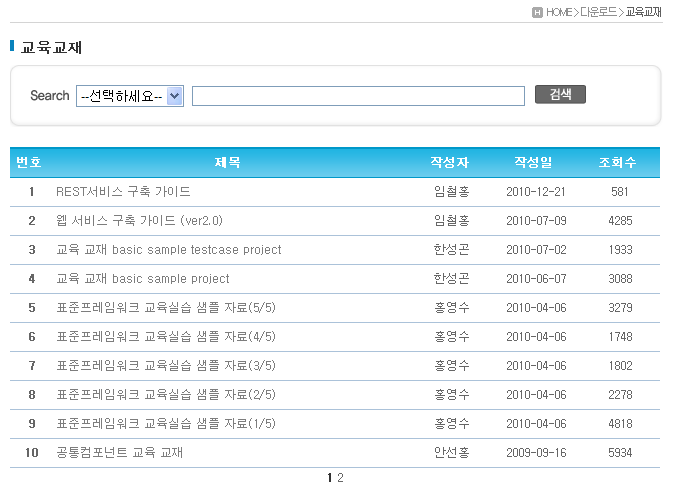 HOME > 다운로드 > 교육교재
교육교재
Search --선택하세요-- 검색
번호 제목 작성자 작성일 조회수
1 REST서비스 구축 가이드 임철홍 2010-12-21 581
2 웹 서비스 구축 가이드 (ver2.0) 임철홍 2010-07-09 4285
3 교육 교재 basic sample testcase project 한성곤 2010-07-02 1933
4 교육 교재 basic sample project 한성곤 2010-06-07 3088
5 표준프레임워크 교육실습 샘플 자료(5/5) 홍영수 2010-04-06 3279
6 표준프레임워크 교육실습 샘플 자료(4/5) 홍영수 2010-04-06 1748
7 표준프레임워크 교육실습 샘플 자료(3/5) 홍영수 2010-04-06 1802
8 표준프레임워크 교육실습 샘플 자료(2/5) 홍영수 2010-04-06 2278
9 표준프레임워크 교육실습 샘플 자료(1/5) 홍영수 2010-04-06 4818
10 공통컴포넌트 교육 교재 안선홍 2009-09-16 5934
1 2